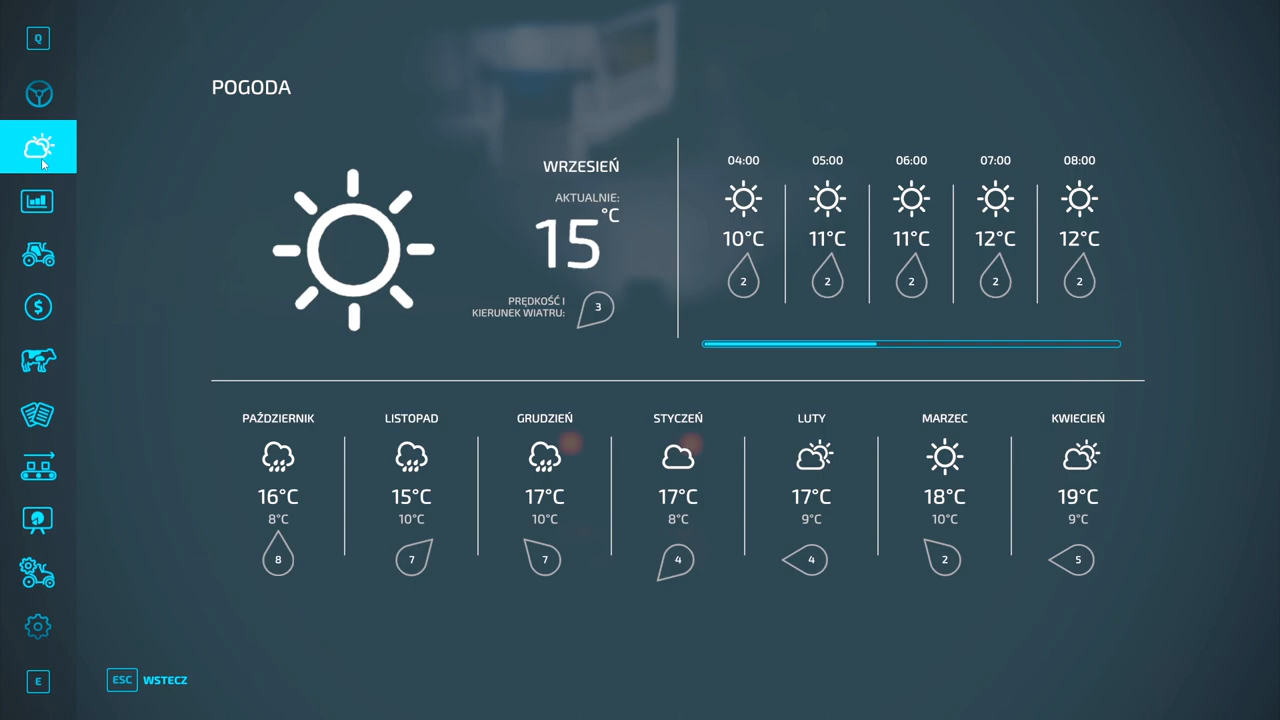 Q
POGODA
WRZESIEŃ
AKTUALNIE:
15°C
PRĘDKOŚĆ I
KIERUNEK WIATRU:
3
04:00 05:00 06:00 07:00 08:00
10°C 11°C 11°C 12°C 12°C
2 2 2 2 2
$
PAŹDZIERNIK LISTOPAD GRUDZIEŃ STYCZEŃ LUTY MARZEC KWIECIEŃ
16°C 15°C 17°C 17°C 17°C 18°C 19°C
8°C 10°C 10°C 8°C 9°C 10°C 9°C
8 7 7 4 4 2 5
E
ESC WSTECZ